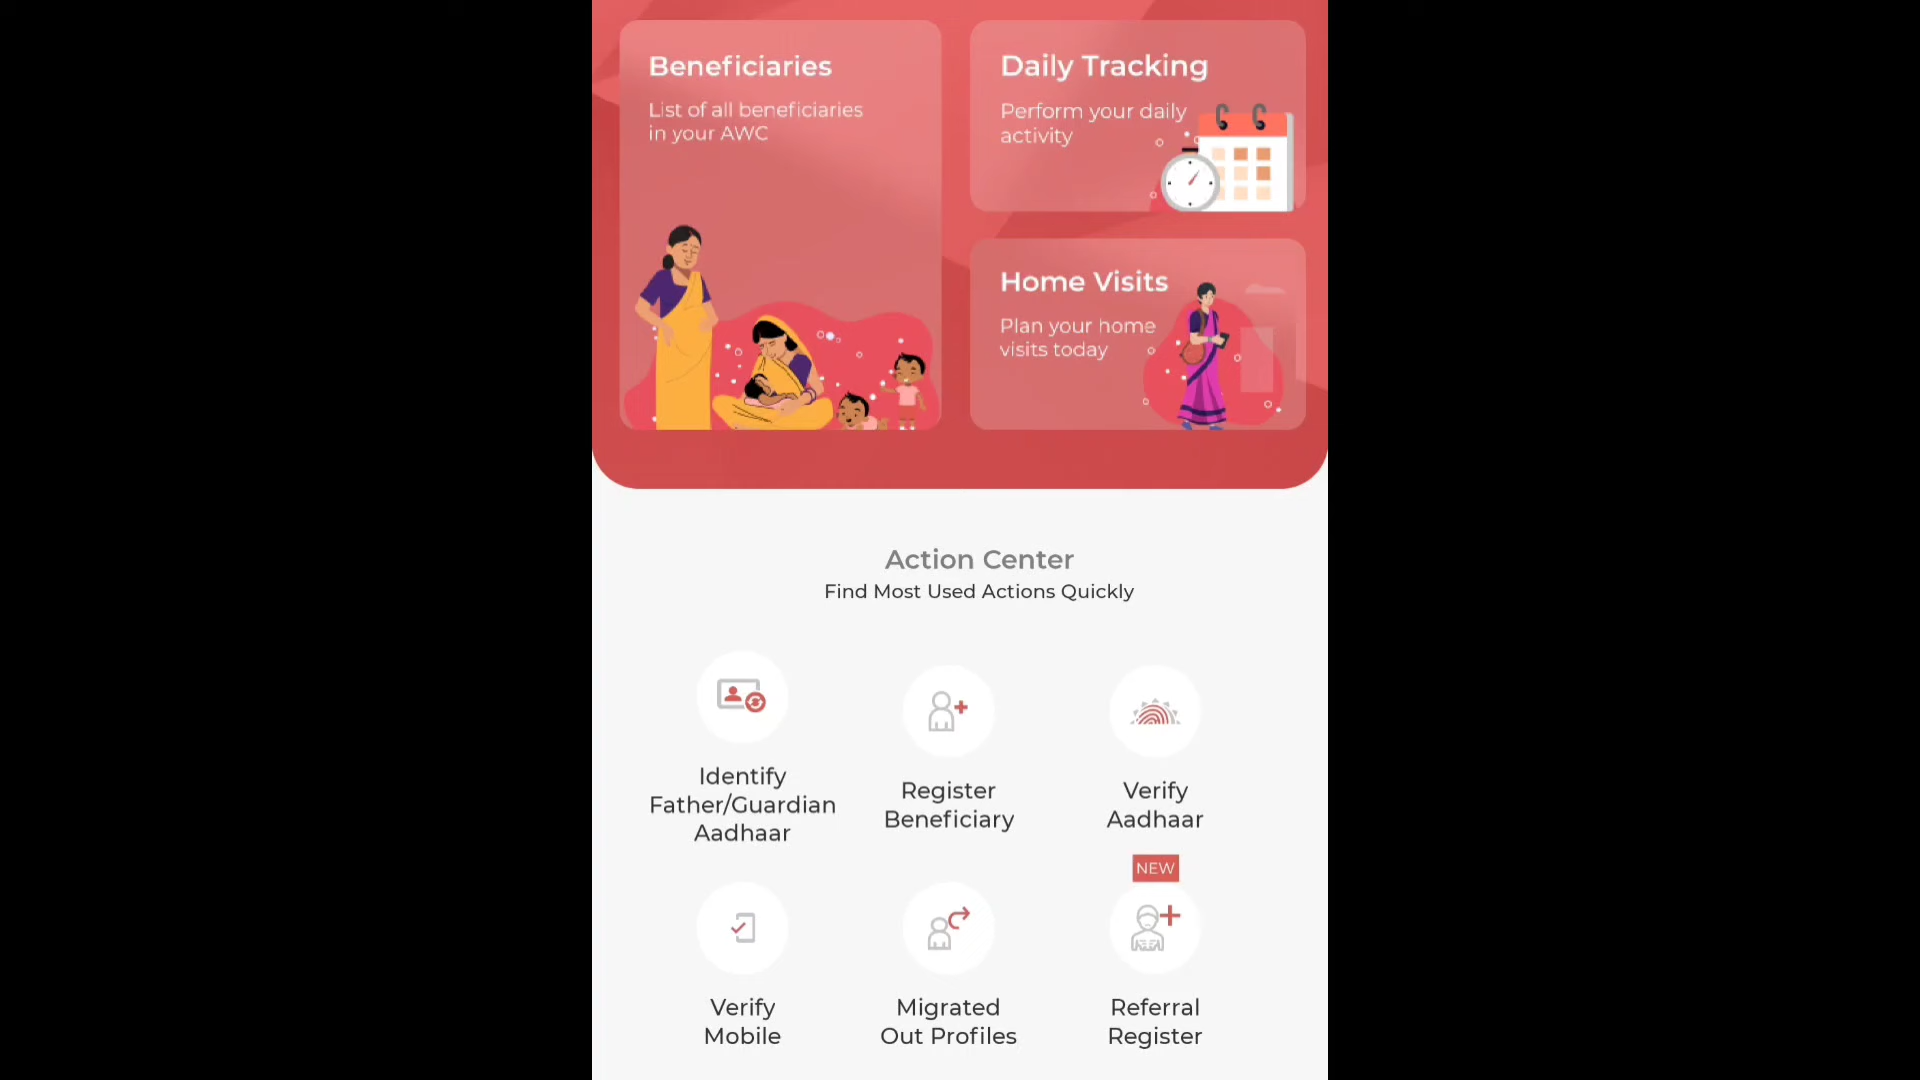 Beneficiaries
List of all beneficiaries
in your AWC
Daily Tracking
Perform your daily
activity
Home Visits
Plan your home
visits today
Action Center
Find Most Used Actions Quickly
Identify
Father/Guardian
Aadhaar
Register
Beneficiary
Verify
Aadhaar
NEW
Verify
Mobile
Migrated
Out Profiles
Referral
Register